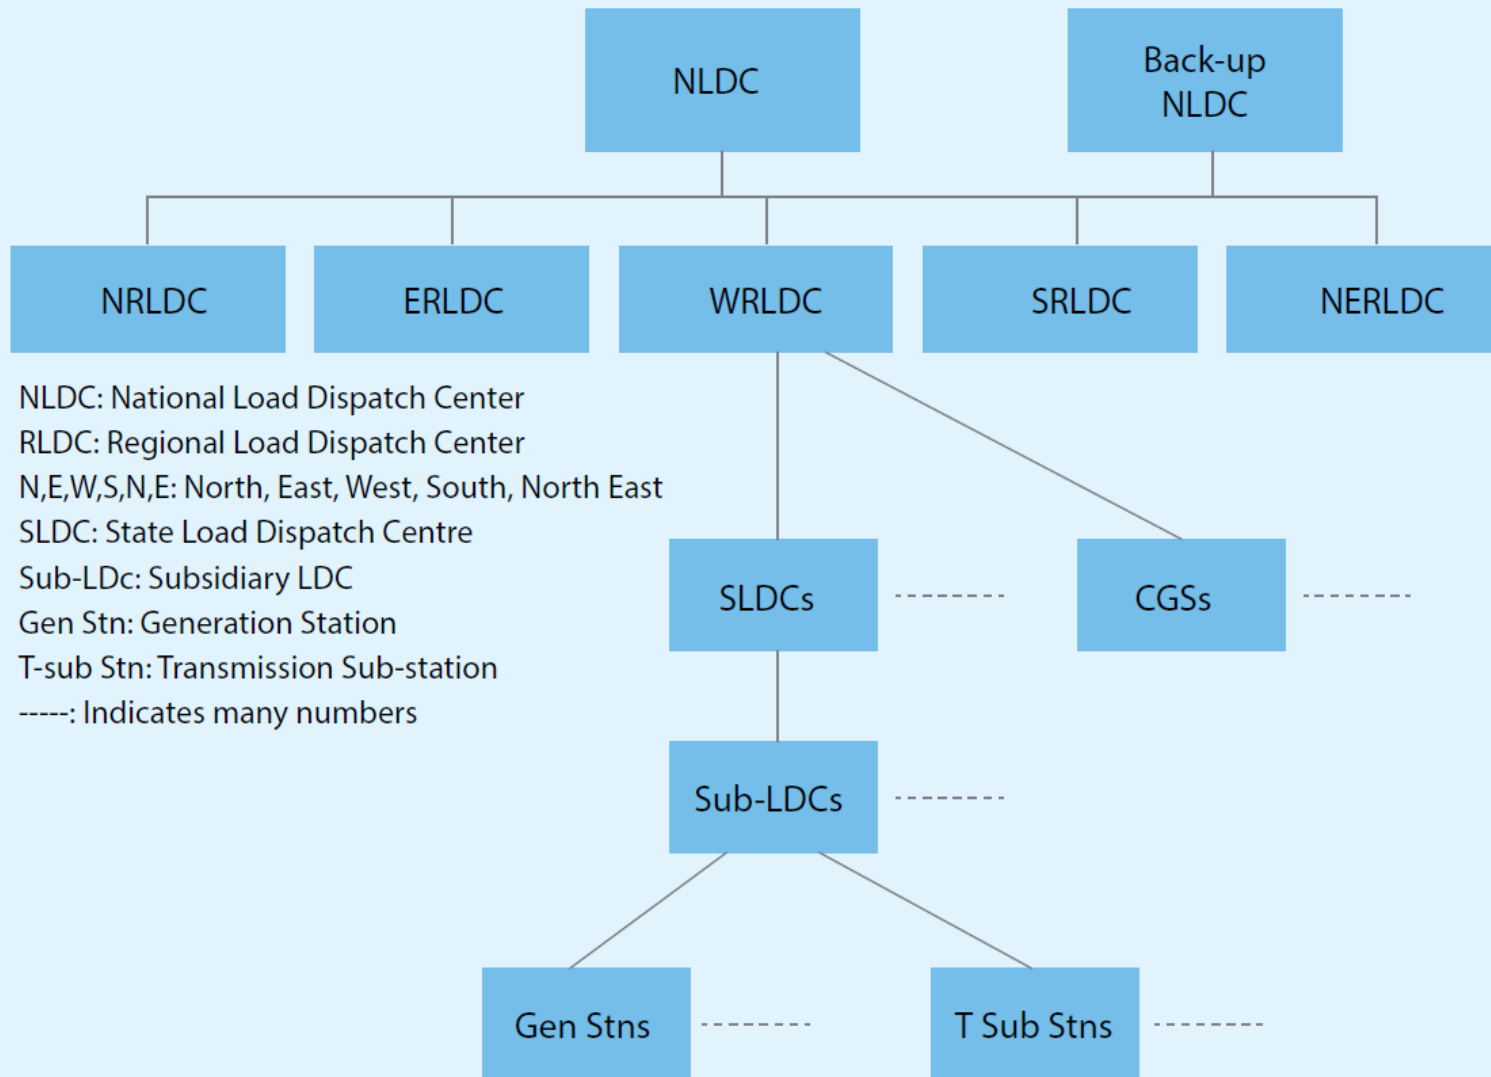 NLDC
Back-up
NLDC
NRLDC
ERLDC
WRLDC
SRLDC
NERLDC
NLDC: National Load Dispatch Center
RLDC: Regional Load Dispatch Center
N,E,W,S,N,E: North, East, West, South, North East
SLDC: State Load Dispatch Centre
Sub-LDc: Subsidiary LDC
Gen Stn: Generation Station
T-sub Stn: Transmission Sub-station
-----: Indicates many numbers
SLDCs
CGSs
Sub-LDCs
Gen Stns
T Sub Stns